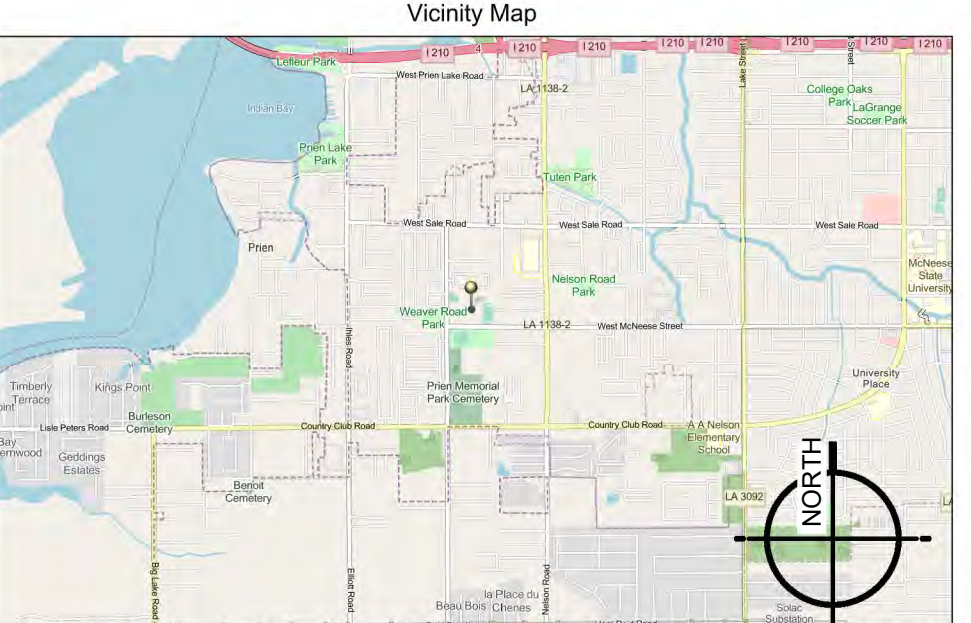 Vicinity Map
I 210
4
I 210
I 210
I 210
I 210
I 210
I 210
I 210
Lefleur Park
West Prien Lake Road
LA 1138-2
Lake Street
Street
Indian Bay
College Oaks
Park
LaGrange
Soccer Park
Prien Lake
Park
Tuten Park
West Sale Road
West Sale Road
West Sale Road
Prien
McNeese
State
University
Nelson Road
Park
Weaver Road
Park
LA 1138-2
West McNeese Street
Ihles Road
University
Place
Timberly
Terrace
Kings Point
Prien Memorial
Park Cemetery
Burleson
Cemetery
Lisle Peters Road
Country Club Road
Country Club Road
A A Nelson
Elementary
School
Bay
Geddings
Estates
Benoit
Cemetery
LA 3092
NORTH
Big Lake Road
Elliott Road
Nelson Road
la Place du
Chenes
Beau Bois
Solac
Substation